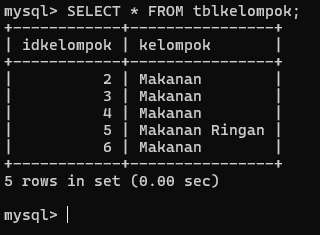 mysql> SELECT * FROM tblkelompok;
+------------+----------------+
| idkelompok | kelompok       |
+------------+----------------+
|          2 | Makanan        |
|          3 | Makanan        |
|          4 | Makanan        |
|          5 | Makanan Ringan |
|          6 | Makanan        |
+------------+----------------+
5 rows in set (0.00 sec)
mysql>